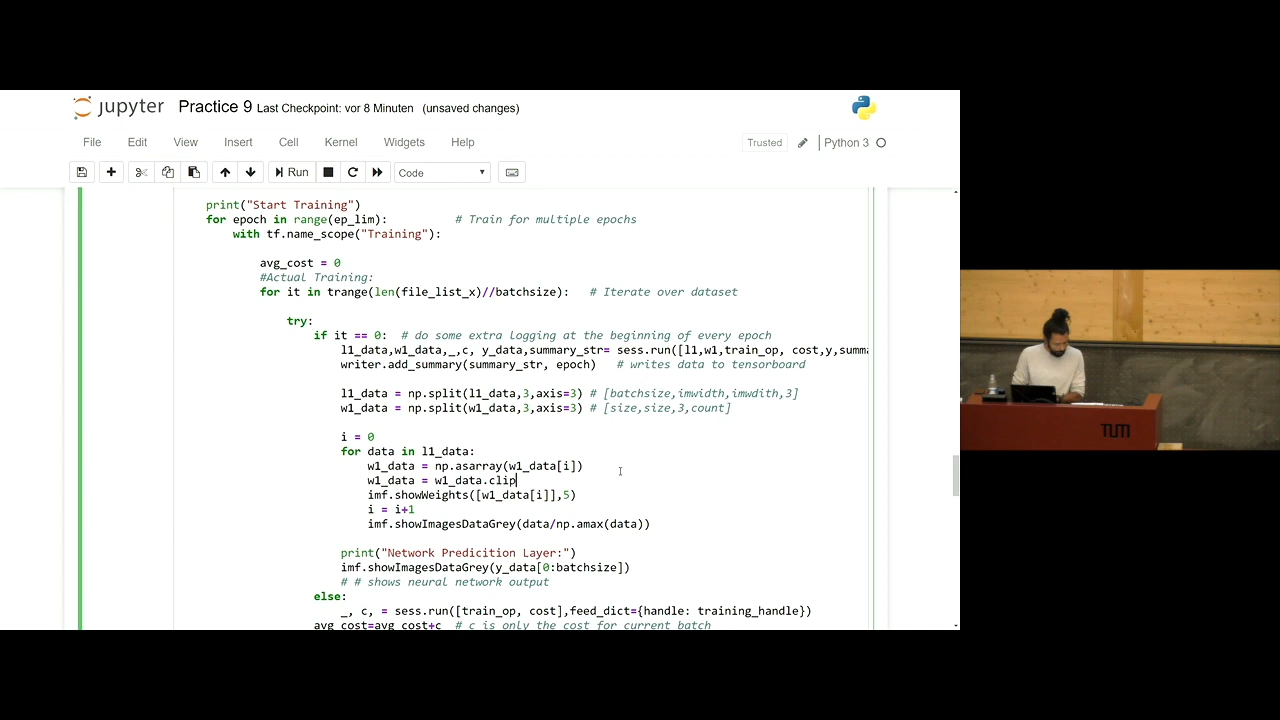 jupyter Practice 9 Last Checkpoint: vor 8 Minuten (unsaved changes)
File Edit View Insert Cell Kernel Widgets Help Trusted Python 3
Run Code
print("Start Training")
for epoch in range(ep_lim): # Train for multiple epochs
with tf.name_scope("Training"):
avg_cost = 0
#Actual Training:
for it in trange(len(file_list_x)//batchsize): # Iterate over dataset
try:
if it == 0: # do some extra logging at the beginning of every epoch
l1_data,w1_data,_,c, y_data,summary_str= sess.run([l1,w1,train_op, cost,y,summa
writer.add_summary(summary_str, epoch) # writes data to tensorboard
l1_data = np.split(l1_data,3,axis=3) # [batchsize,imwidth,imwdith,3]
w1_data = np.split(w1_data,3,axis=3) # [size,size,3,count]
i = 0
for data in l1_data:
w1_data = np.asarray(w1_data[i])
w1_data = w1_data.clip
imf.showWeights([w1_data[i]],5)
i = i+1
imf.showImagesDataGrey(data/np.amax(data))
print("Network Predicition Layer:")
imf.showImagesDataGrey(y_data[0:batchsize])
# # shows neural network output
else:
_, c, = sess.run([train_op, cost],feed_dict={handle: training_handle})
avg_cost=avg_cost+c # c is only the cost for current batch
TUM